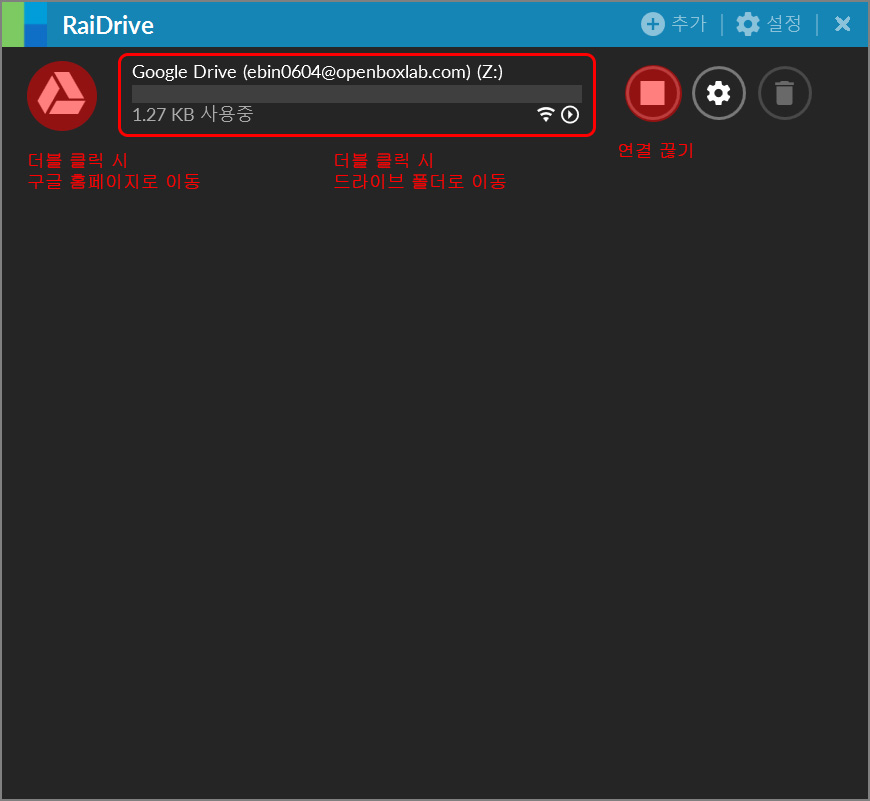 RaiDrive
추가
설정
Google Drive (ebin0604@openboxlab.com) (Z:)
1.27 KB 사용중
더블 클릭 시
구글 홈페이지로 이동
더블 클릭 시
드라이브 폴더로 이동
연결 끊기